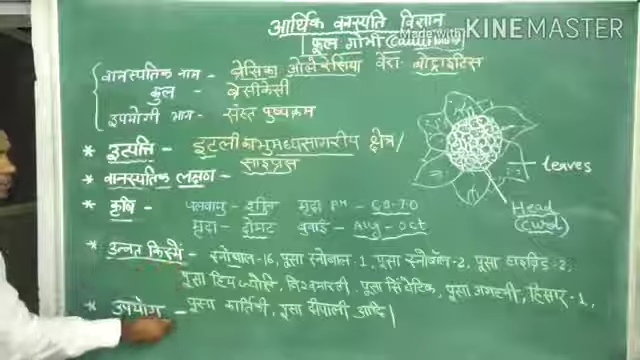 आर्थिक वनस्पति विज्ञान
Made with KINEMASTER
फूल गोभी (Cauliflower)
वानस्पतिक नाम - ब्रेसिका ओलेरेसिया वेरा. बोट्राइटिस
कुल - ब्रेसीकेसी
उपयोगी भाग - संहत पुष्पक्रम
* उत्पत्ति - इटली का भूमध्यसागरीय क्षेत्र /
साइप्रस
* वानस्पतिक लक्षण -
leaves
Head
(Curd)
* कृषि - जलवायु - शीत मृदा PH - 6.0-7.0
मृदा - दोमट बुवाई - Aug - Oct
* उन्नत किस्में - स्नोबाल-16, पूसा स्नोबाल-1, पूसा स्नोबॉल-2, पूसा हाइब्रिड-2,
पूसा हिमज्योति, पूसा सिंथेटिक, पूसा अगहनी, हिसार-1,
* उपयोग - पूसा कार्तिकी, पूसा दीपाली आदि |